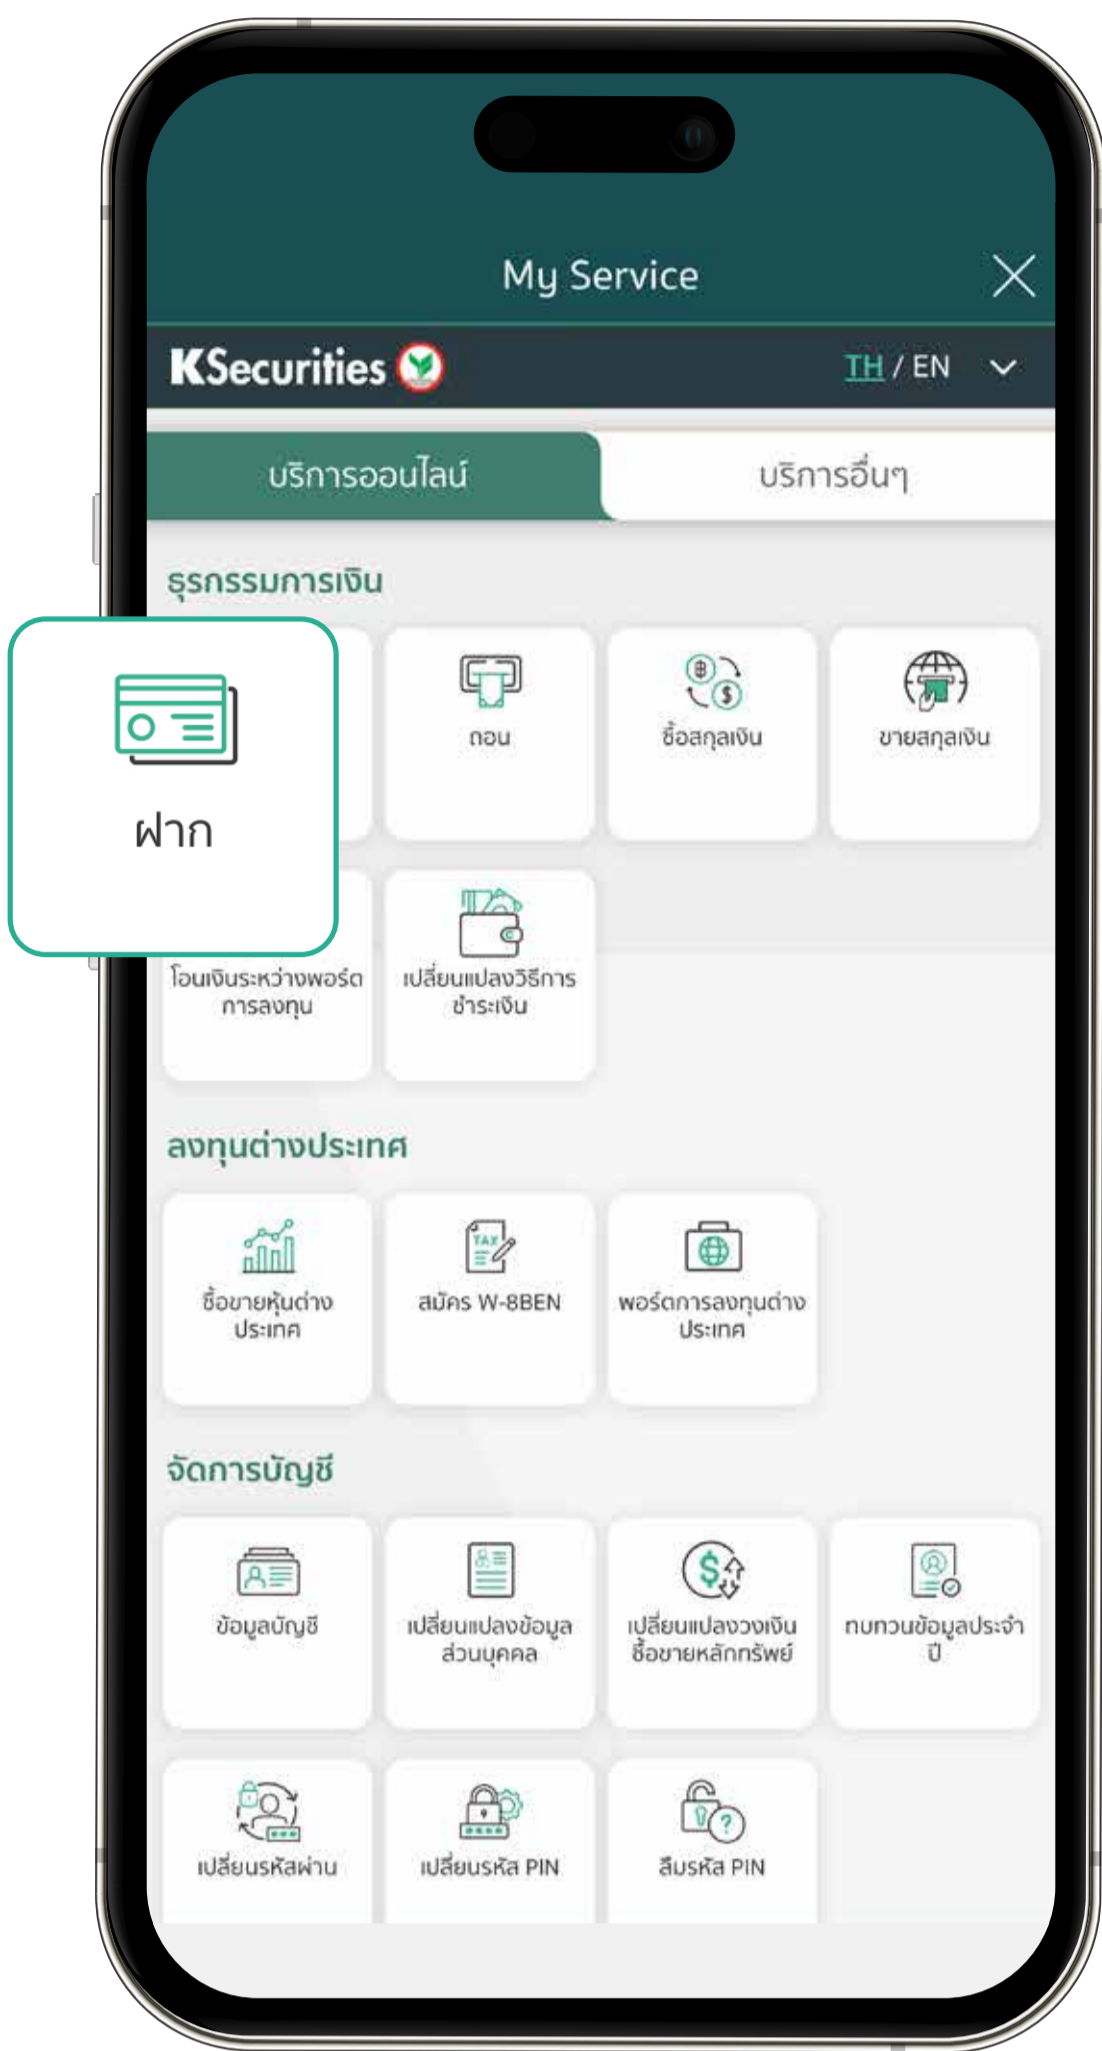 My Service
KSecurities
TH / EN
บริการออนไลน์
บริการอื่นๆ
ธุรกรรมการเงิน
ฝาก
ถอน
ซื้อสกุลเงิน
ขายสกุลเงิน
โอนเงินระหว่างพอร์ต
การลงทุน
เปลี่ยนแปลงวิธีการ
ชำระเงิน
ลงทุนต่างประเทศ
ซื้อขายหุ้นต่าง
ประเทศ
TAX
สมัคร W-8BEN
พอร์ตการลงทุนต่าง
ประเทศ
จัดการบัญชี
ข้อมูลบัญชี
เปลี่ยนแปลงข้อมูล
ส่วนบุคคล
เปลี่ยนแปลงวงเงิน
ซื้อขายหลักทรัพย์
ทบทวนข้อมูลประจำ
ปี
เปลี่ยนรหัสผ่าน
เปลี่ยนรหัส PIN
ลืมรหัส PIN